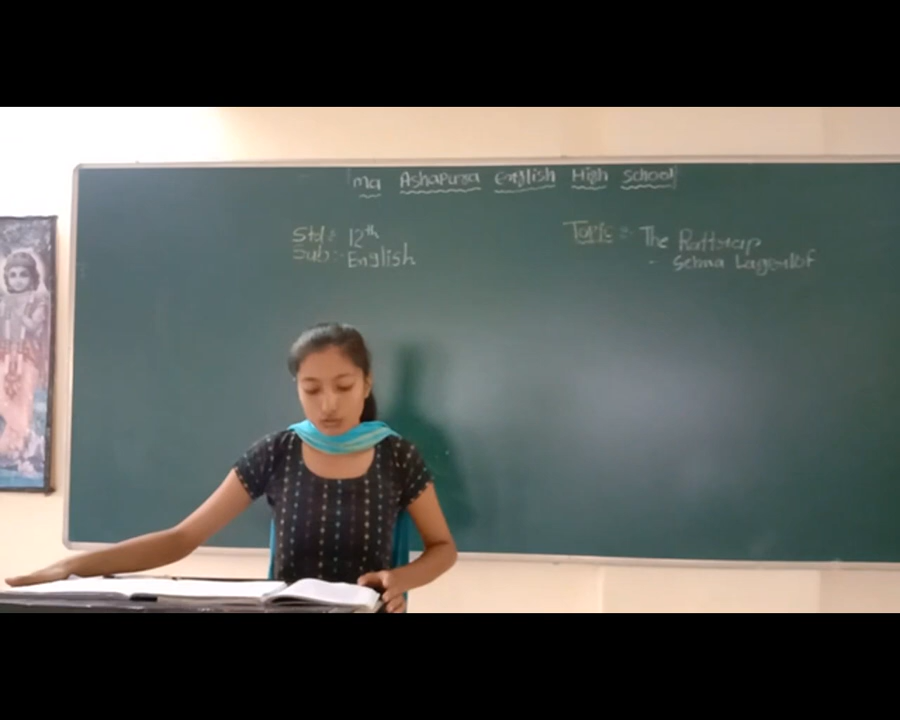 Ma Ashapura English High School
Std :- 12th
Sub :- English
Topic :- The Rattrap
- Selma Lagerlof